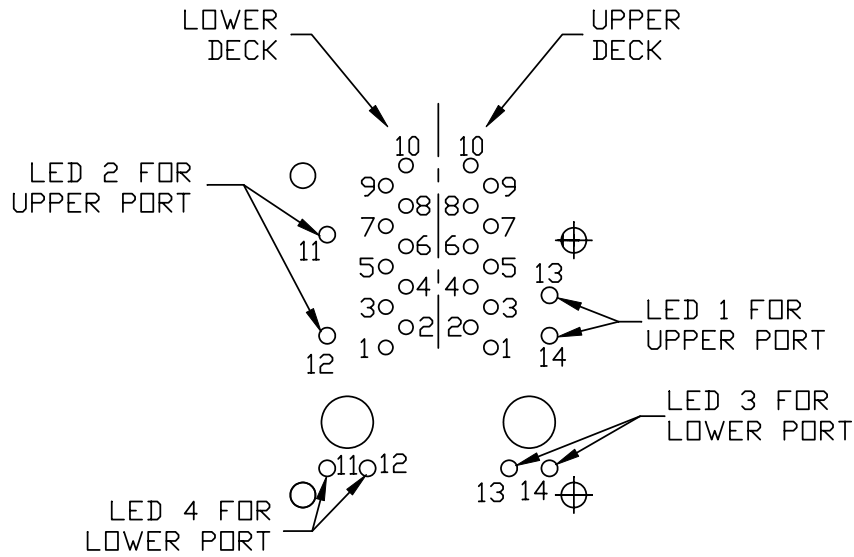 LOWER
DECK
UPPER
DECK
10 10
LED 2 FOR
UPPER PORT
9 9
8 8
7 7
11 6 6
5 5
13
4 4
3 3
LED 1 FOR
UPPER PORT
2 2
12 1 1 14
LED 3 FOR
LOWER PORT
11 12
13 14
LED 4 FOR
LOWER PORT